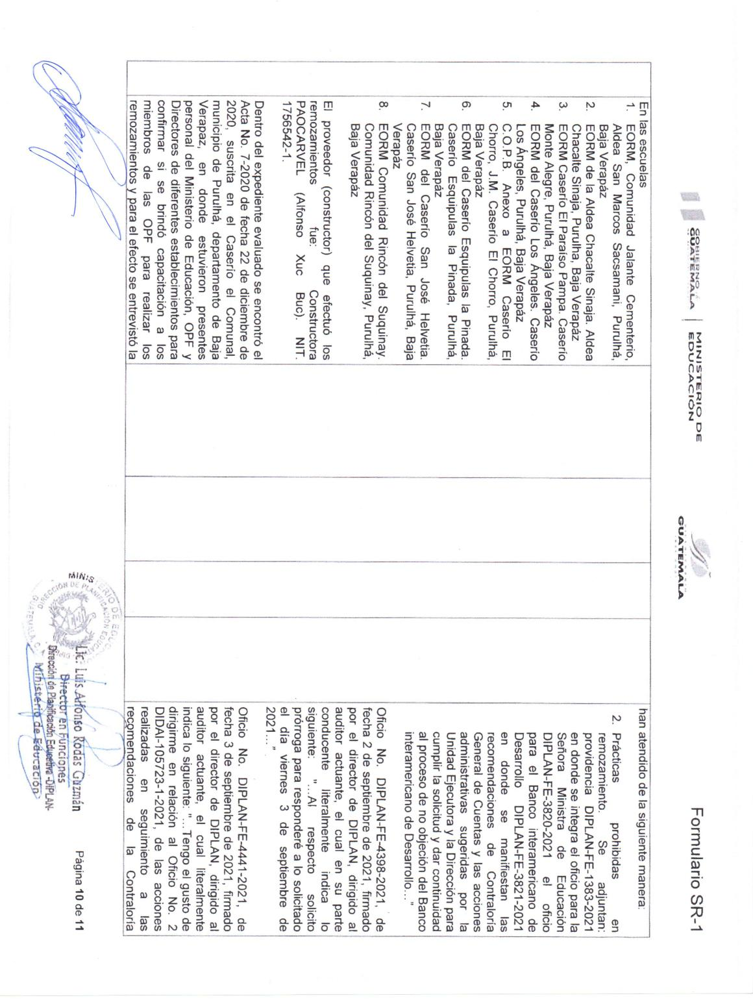 GOBIERNO de
GUATEMALA
MINISTERIO DE
EDUCACIÓN
GUATEMALA
Formulario SR-1
En las escuelas
1. EORM, Comunidad Jalante Cementerio,
Aldea San Marcos Sacsamani, Purulhá,
Baja Verapáz
2. EORM de la Aldea Chacalte Sinaja. Aldea
Chacalte Sinaja, Purulha, Baja Verapáz
3. EORM Caserío El Paraíso Pampa. Caserío
Monte Alegre, Purulhá, Baja Verapáz
4. EORM del Caserío Los Ángeles. Caserío
Los Ángeles, Purulhá, Baja Verapáz
5. C.O.P.B. Anexo a EORM Caserío El
Chorro, J.M. Caserío El Chorro, Purulhá,
Baja Verapáz
6. EORM del Caserío Esquipulas la Pinada.
Caserío Esquipulas la Pinada, Purulhá,
Baja Verapáz
7. EORM del Caserío San José Helvetia.
Caserío San José Helvetia, Purulhá, Baja
Verapáz
8. EORM Comunidad Rincón del Suquinay.
Comunidad Rincón del Suquinay, Purulhá,
Baja Verapáz
El proveedor (constructor) que efectuó los
remozamientos fue: Constructora
PAOCARVEL (Alfonso Xuc Buc). NIT.
1756542-1.
Dentro del expediente evaluado se encontró el
Acta No. 7-2020 de fecha 22 de diciembre de
2020, suscrita en el Caserío el Comunal,
municipio de Purulhá, departamento de Baja
Verapaz, en donde estuvieron presentes
personal del Ministerio de Educación, OPF y
Directores de diferentes establecimientos para
confirmar si se brindó capacitación a los
miembros de las OPF para realizar los
remozamientos y para el efecto se entrevistó la
han atendido de la siguiente manera:
2. Prácticas prohibidas en
remozamiento. Se adjuntan:
providencia DIPLAN-FE-1383-2021
en donde se integra el oficio para la
Señora Ministra de Educación
DIPLAN-FE-3820-2021 el oficio
para el Banco interamericano de
Desarrollo DIPLAN-FE-3821-2021
en donde se manifiestan las
recomendaciones de Contraloría
General de Cuentas y las acciones
administrativas sugeridas por la
Unidad Ejecutora y la Dirección para
cumplir la solicitud y dar continuidad
al proceso de no objeción del Banco
interamericano de Desarrollo..."
Oficio No. DIPLAN-FE-4398-2021, de
fecha 2 de septiembre de 2021, firmado
por el director de DIPLAN, dirigido al
auditor actuante, el cual en su parte
conducente literalmente indica lo
siguiente: "...Al respecto solicito
prórroga para responderé a lo solicitado
el día viernes 3 de septiembre de
2021..."
Oficio No. DIPLAN-FE-4441-2021, de
fecha 3 de septiembre de 2021, firmado
por el director de DIPLAN, dirigido al
auditor actuante, el cual literalmente
indica lo siguiente: "...Tengo el gusto de
dirigirme en relación al Oficio No. 2
DIDAI-105723-1-2021, de las acciones
realizadas en seguimiento a las
recomendaciones de la Contraloría
MINISTERIO DE EDUCACIÓN
DIRECCIÓN DE PLANIFICACIÓN EDUCATIVA
DIPLAN
GUATEMALA, C. A.
Lic. Luis Alfonso Rodas Guzmán
Director en Funciones
Dirección de Planificación Educativa -DIPLAN-
Ministerio de Educación
Página 10 de 11